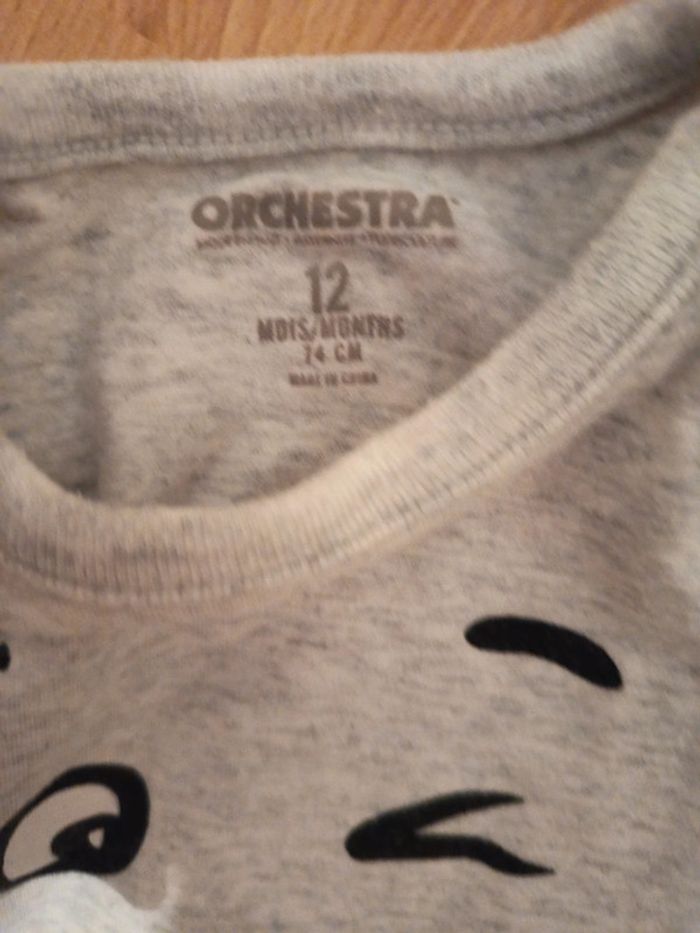 ORCHESTRA
12
MOIS/MONTHS
74 CM
MADE IN CHINA